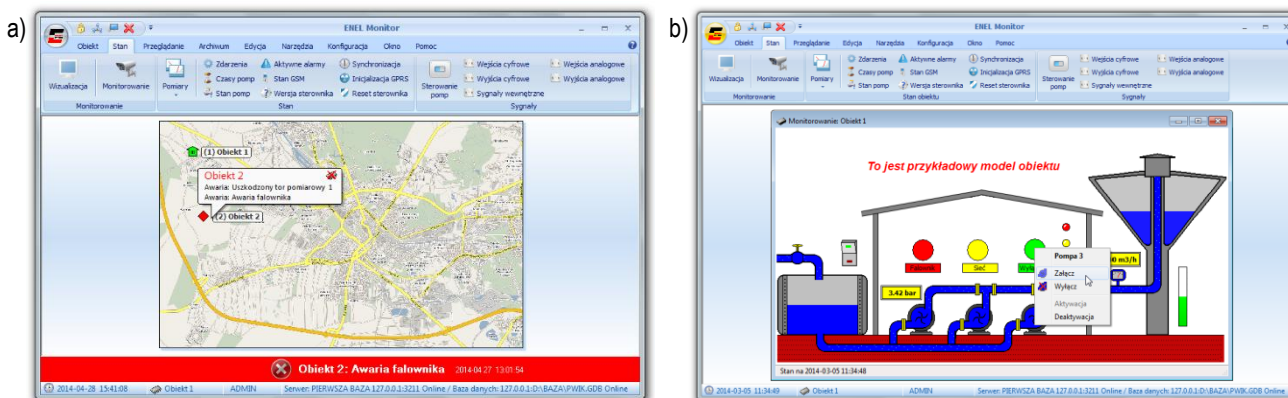 a)
ENEL Monitor
Obiekt Stan Przeglądanie Archiwum Edycja Narzędzia Konfiguracja Okno Pomoc
Zdarzenia Aktywne alarmy Synchronizacja Wejścia cyfrowe Wejścia analogowe
Wizualizacja Monitorowanie Pomiary Czasy pomp Stan GSM Inicjalizacja GPRS Sterowanie pomp Wyjścia cyfrowe Wyjścia analogowe
Stan pomp Wersja sterownika Reset sterownika Sygnały wewnętrzne
Monitorowanie Stan Sygnały
(1) Obiekt 1
Obiekt 2
Awaria: Uszkodzony tor pomiarowy 1
Awaria: Awaria falownika
(2) Obiekt 2
Obiekt 2: Awaria falownika 2014-04-27 13:01:54
2014-04-28 15:41:08 Obiekt 1 ADMIN Serwer: PIERWSZA BAZA 127.0.0.1:3211 Online / Baza danych: 127.0.0.1:D:\BAZA\PWIK.GDB Online
b)
ENEL Monitor
Obiekt Stan Przeglądanie Edycja Narzędzia Konfiguracja Okno Pomoc
Zdarzenia Aktywne alarmy Synchronizacja Wejścia cyfrowe Wejścia analogowe
Wizualizacja Monitorowanie Pomiary Czasy pomp Stan GSM Inicjalizacja GPRS Sterowanie pomp Wyjścia cyfrowe Wyjścia analogowe
Stan pomp Wersja sterownika Reset sterownika Sygnały wewnętrzne
Monitorowanie Stan obiektu Sygnały
Monitorowanie Obiekt 1
To jest przykładowy model obiektu
Falownik Sieć
Pompa 3
0 m3/h
Załącz
Wyłącz
3.42 bar
Aktywacja
Deaktywacja
Stan na 2014-03-05 11:34:48
2014-03-05 11:34:49 Obiekt 1 ADMIN Serwer: PIERWSZA BAZA 127.0.0.1:3211 Online / Baza danych: 127.0.0.1:D:\BAZA\PWIK.GDB Online